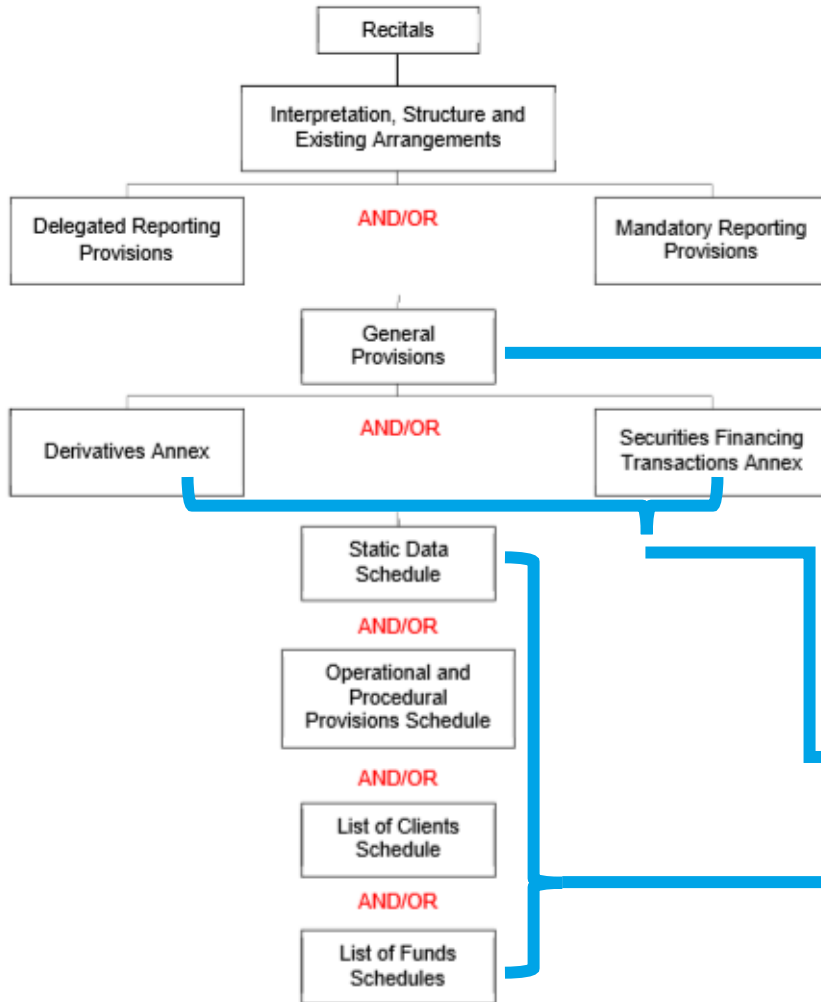 Recitals
Interpretation, Structure and
Existing Arrangements
Delegated Reporting
Provisions
AND/OR
Mandatory Reporting
Provisions
General
Provisions
Derivatives Annex
AND/OR
Securities Financing
Transactions Annex
Static Data
Schedule
AND/OR
Operational and
Procedural
Provisions Schedule
AND/OR
List of Clients
Schedule
AND/OR
List of Funds
Schedules